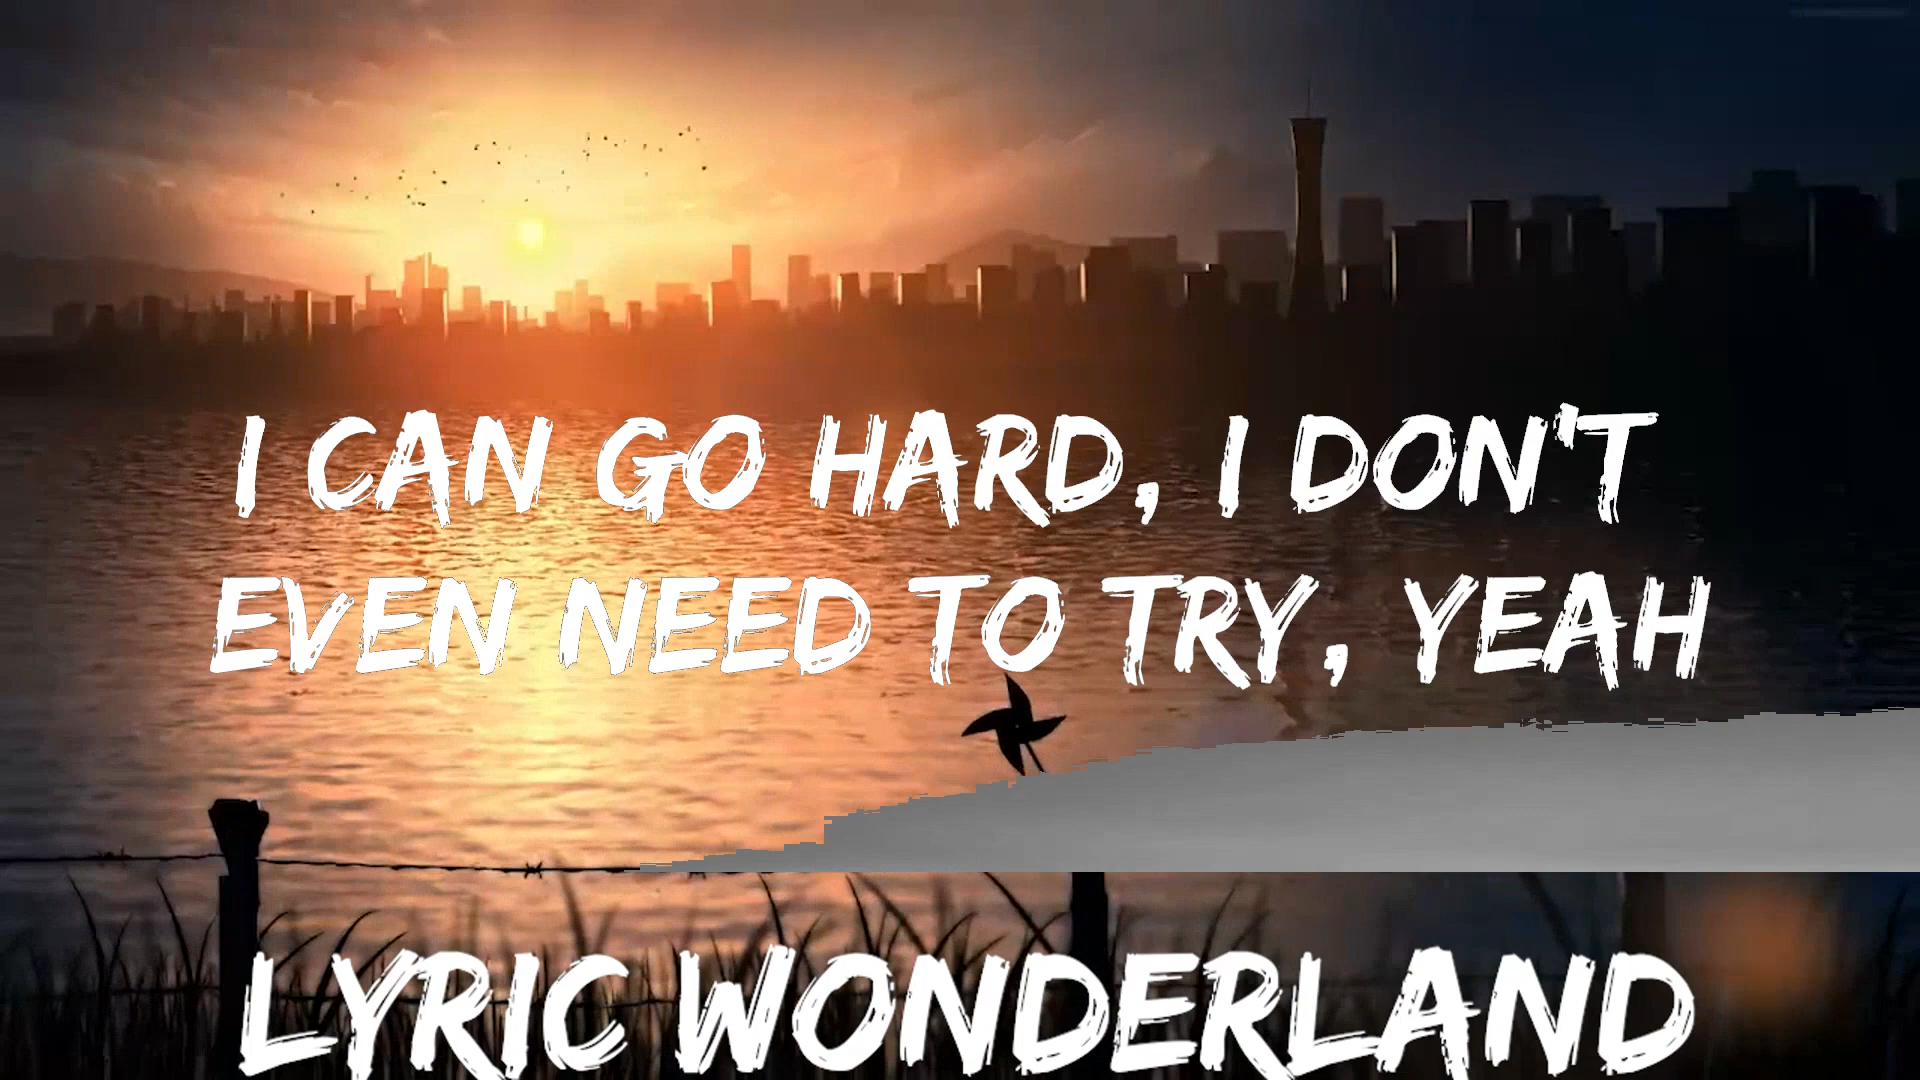 I CAN GO HARD, I DON'T
EVEN NEED TO TRY, YEAH
LYRIC WONDERLAND